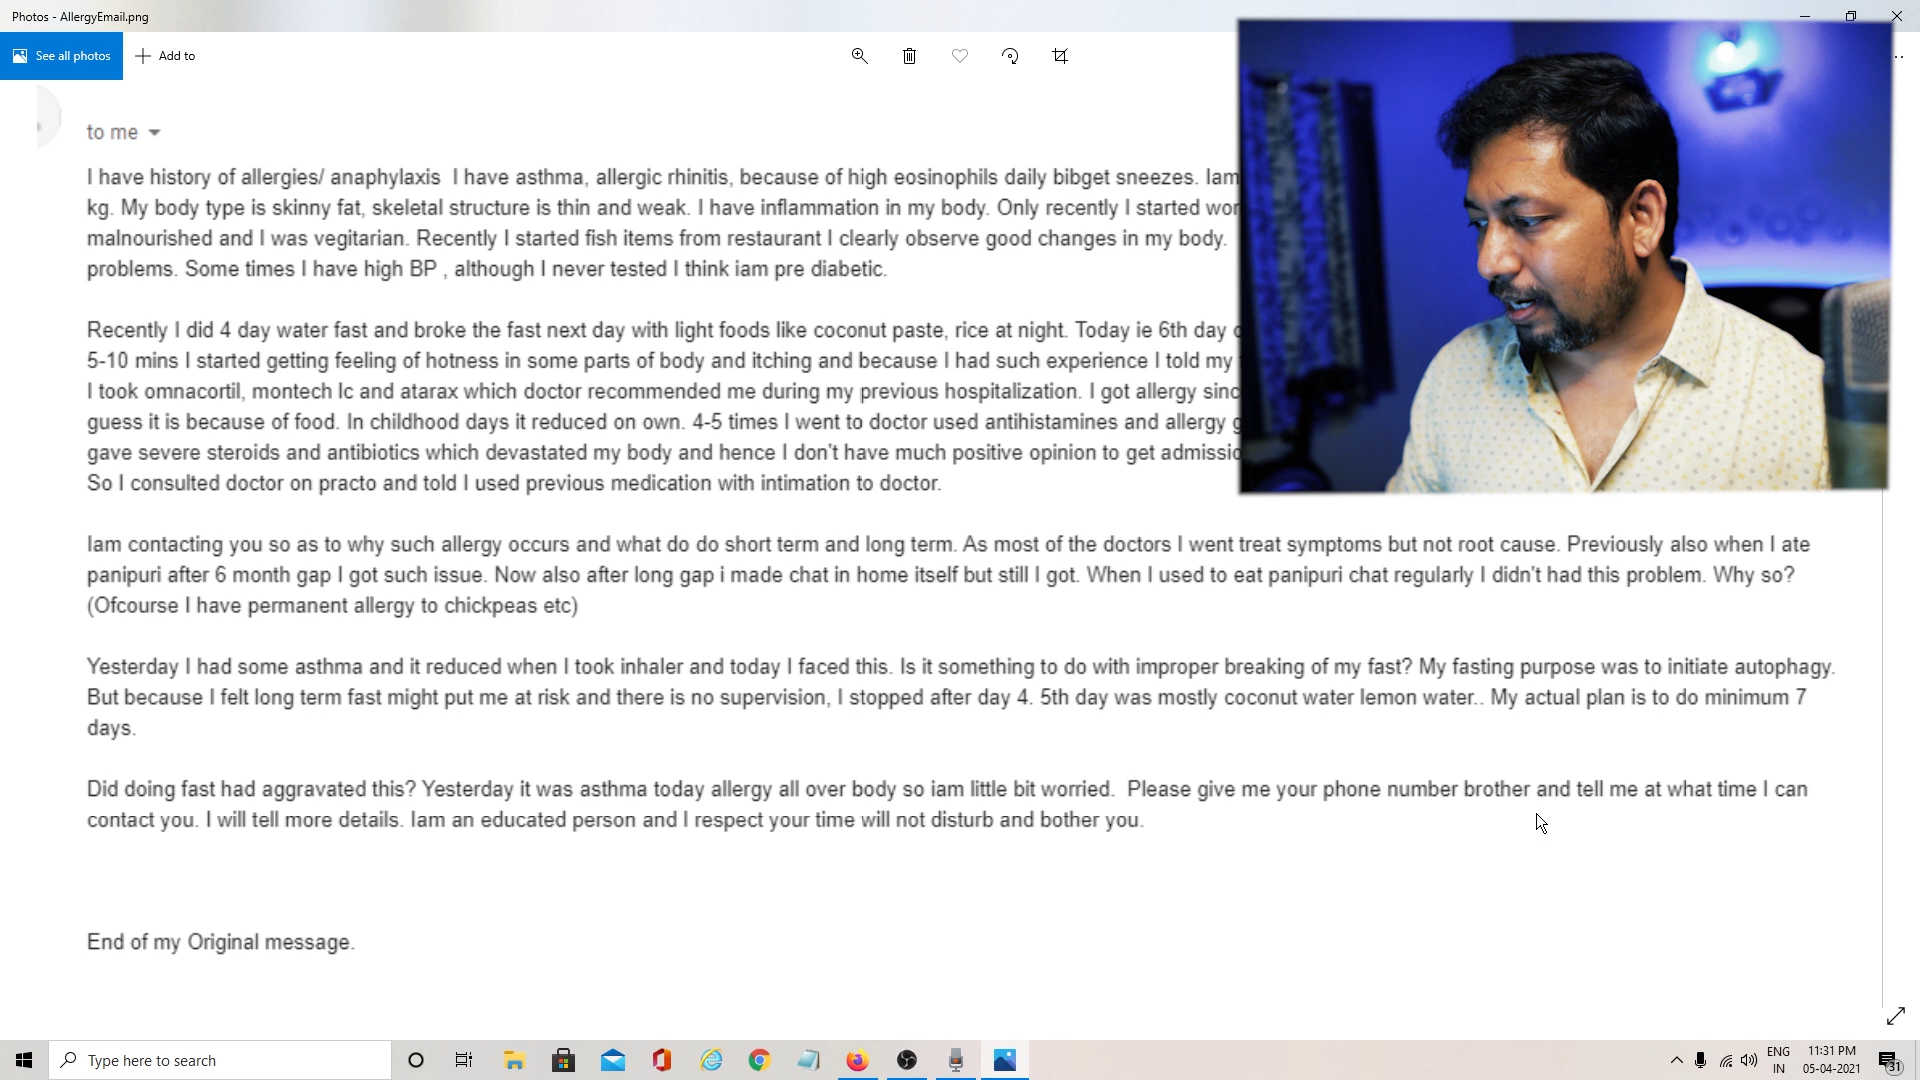 Photos - AllergyEmail.png
See all photos
Add to
to me
I have history of allergies/ anaphylaxis I have asthma, allergic rhinitis, because of high eosinophils daily bibget sneezes. Iam
kg. My body type is skinny fat, skeletal structure is thin and weak. I have inflammation in my body. Only recently I started
malnourished and I was vegitarian. Recently I started fish items from restaurant I clearly observe good changes in my body.
problems. Some times I have high BP , although I never tested I think iam pre diabetic.
Recently I did 4 day water fast and broke the fast next day with light foods like coconut paste, rice at night. Today ie 6th day
5-10 mins I started getting feeling of hotness in some parts of body and itching and because I had such experience I told my
I took omnacortil, montech lc and atarax which doctor recommended me during my previous hospitalization. I got allergy
guess it is because of food. In childhood days it reduced on own. 4-5 times I went to doctor used antihistamines and allergy
gave severe steroids and antibiotics which devastated my body and hence I don't have much positive opinion to get
So I consulted doctor on practo and told I used previous medication with intimation to doctor.
Iam contacting you so as to why such allergy occurs and what do do short term and long term. As most of the doctors I went treat symptoms but not root cause. Previously also when I ate
panipuri after 6 month gap I got such issue. Now also after long gap i made chat in home itself but still I got. When I used to eat panipuri chat regularly I didn't had this problem. Why so?
(Ofcourse I have permanent allergy to chickpeas etc)
Yesterday I had some asthma and it reduced when I took inhaler and today I faced this. Is it something to do with improper breaking of my fast? My fasting purpose was to initiate autophagy.
But because I felt long term fast might put me at risk and there is no supervision, I stopped after day 4. 5th day was mostly coconut water lemon water.. My actual plan is to do minimum 7
days.
Did doing fast had aggravated this? Yesterday it was asthma today allergy all over body so iam little bit worried. Please give me your phone number brother and tell me at what time I can
contact you. I will tell more details. Iam an educated person and I respect your time will not disturb and bother you.
End of my Original message.
Type here to search
ENG
IN
11:31 PM
05-04-2021
31